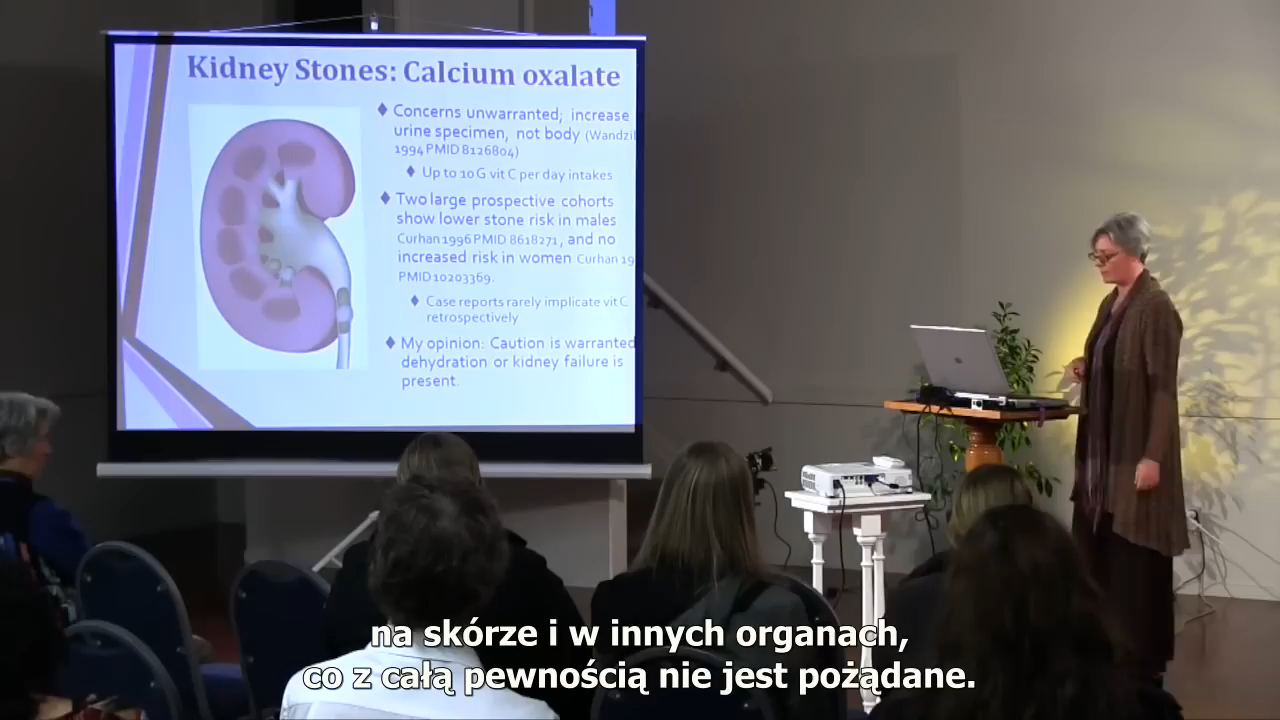 Kidney Stones: Calcium oxalate
Concerns unwarranted; increase
urine specimen, not body
1994 PMID 8126804)
Up to 10 G vit C per day intakes
Two large prospective cohorts
show lower stone risk in males
Curhan 1996 PMID 8618271, and no
increased risk in women Curhan 19
PMID 10203369.
Case reports rarely implicate vit C
retrospectively
My opinion: Caution is warranted
dehydration or kidney failure is
present.
na skórze i w innych organach,
co z całą pewnością nie jest pożądane.